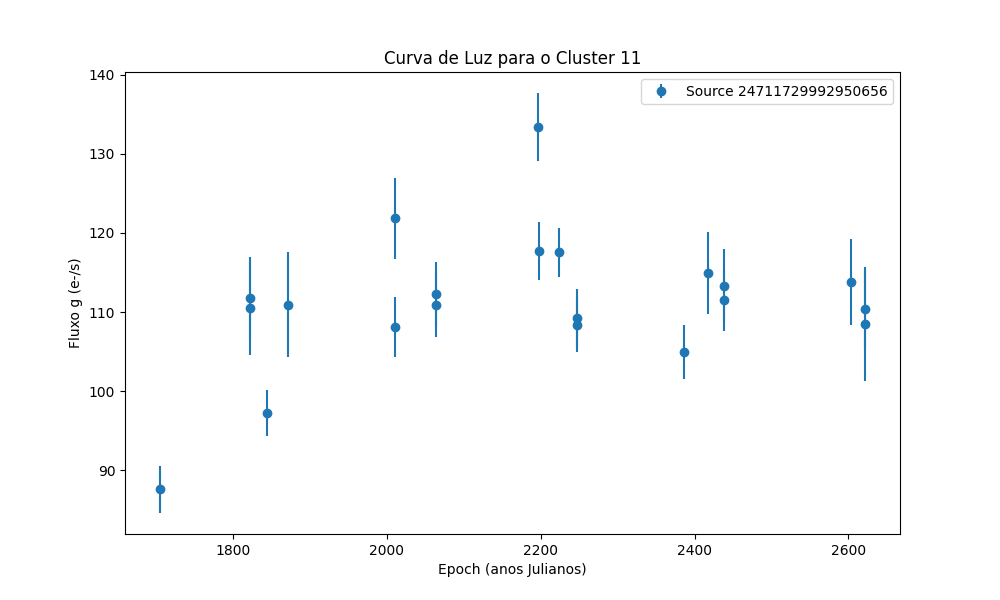 Curva de Luz para o Cluster 11
Source 24711729992950656
Fluxo g (e-/s)
140
130
120
110
100
90
1800
2000
2200
2400
2600
Epoch (anos Julianos)